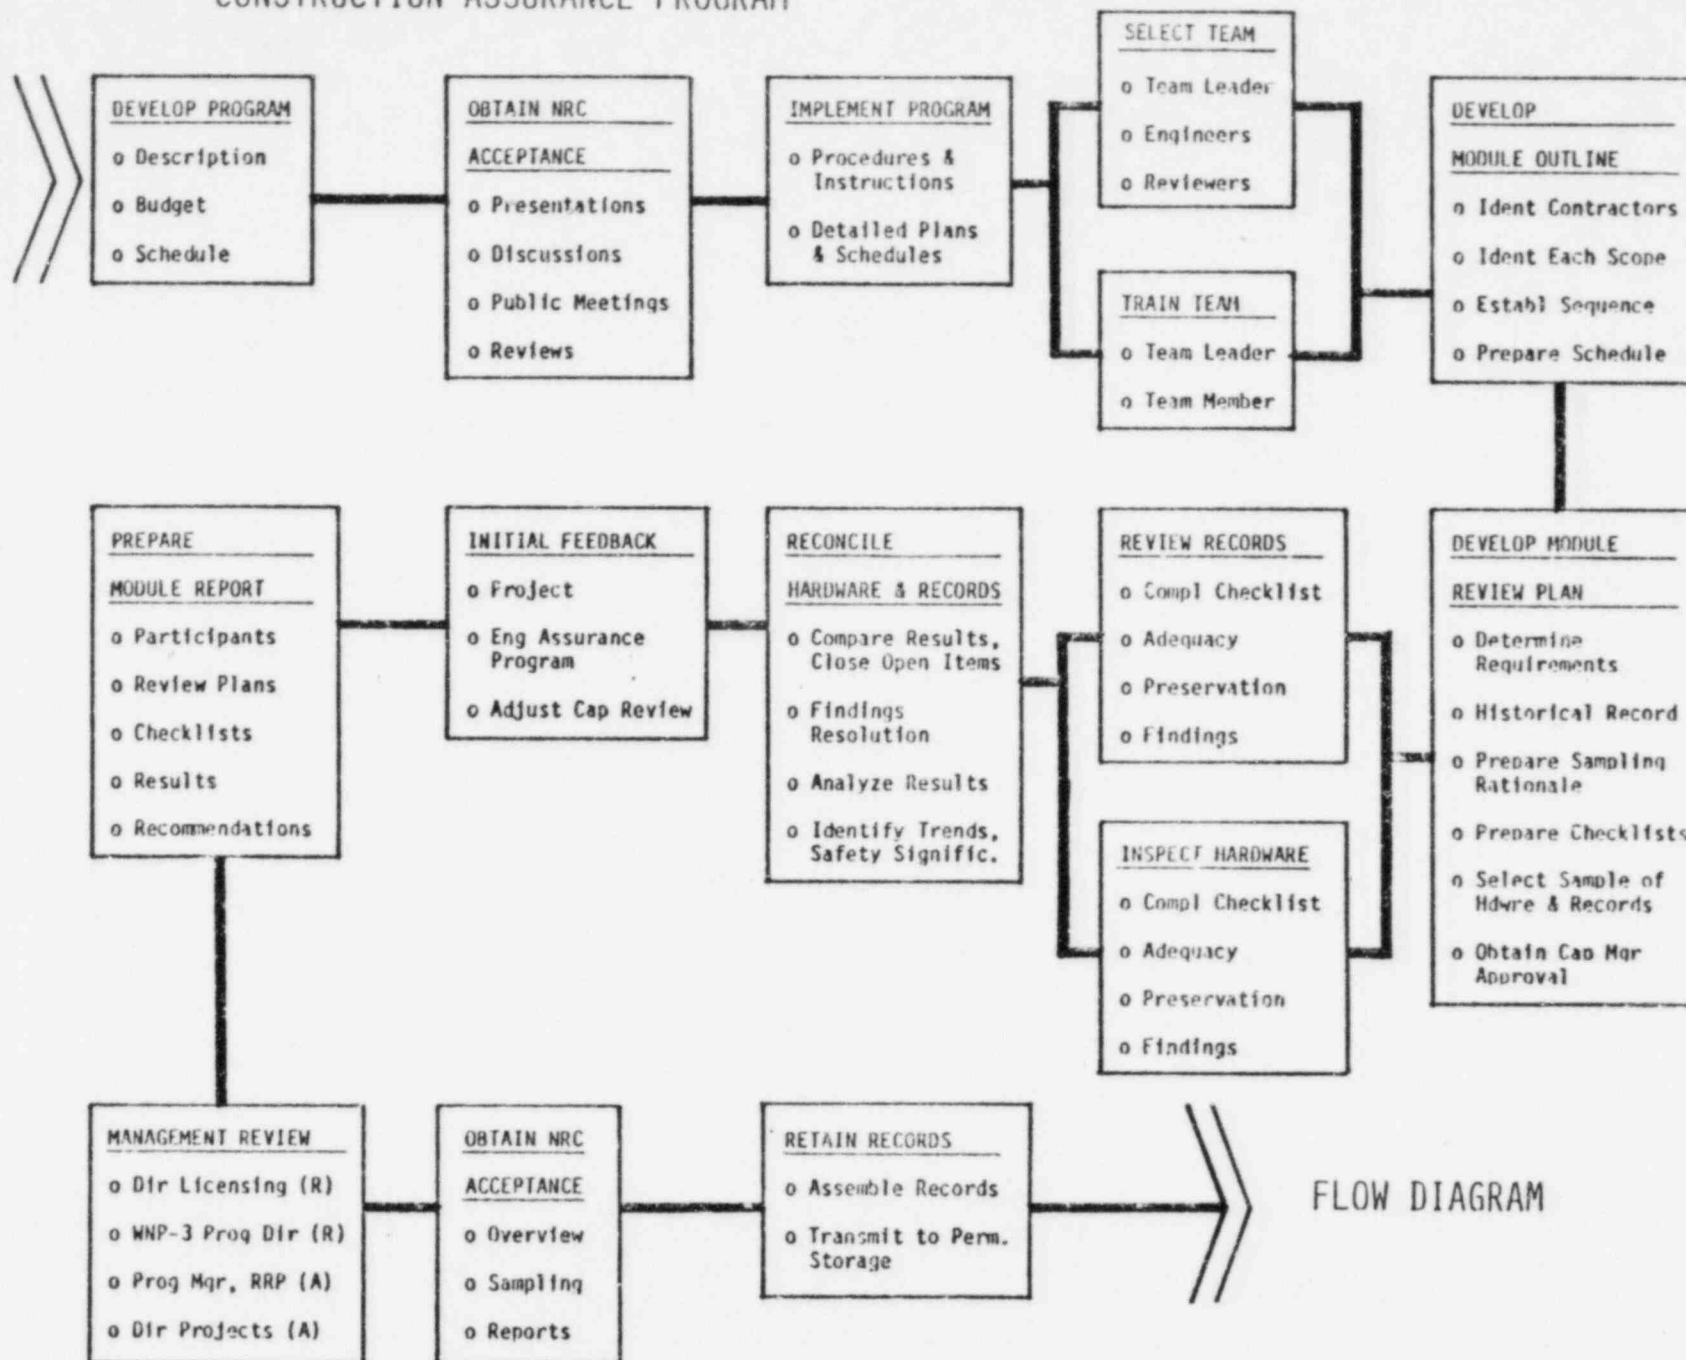 CONSTRUCTION ASSURANCE PROGRAM
DEVELOP PROGRAM
o Description
o Budget
o Schedule
OBTAIN NRC
ACCEPTANCE
o Presentations
o Discussions
o Public Meetings
o Reviews
IMPLEMENT PROGRAM
o Procedures &
Instructions
o Detailed Plans
& Schedules
SELECT TEAM
o Team Leader
o Engineers
o Reviewers
TRAIN TEAM
o Team Leader
o Team Member
DEVELOP
MODULE OUTLINE
o Ident Contractors
o Ident Each Scope
o Establ Sequence
o Prepare Schedule
PREPARE
MODULE REPORT
o Participants
o Review Plans
o Checklists
o Results
o Recommendations
INITIAL FEEDBACK
o Project
o Eng Assurance
Program
o Adjust Cap Review
RECONCILE
HARDWARE & RECORDS
o Compare Results,
Close Open Items
o Findings
Resolution
o Analyze Results
o Identify Trends,
Safety Signific.
REVIEW RECORDS
o Compl Checklist
o Adequacy
o Preservation
o Findings
INSPECT HARDWARE
o Compl Checklist
o Adequacy
o Preservation
o Findings
DEVELOP MODULE
REVIEW PLAN
o Determine
Requirements
o Historical Record
o Prepare Sampling
Rationale
o Prepare Checklists
o Select Sample of
Hdwre & Records
o Obtain Cap Mgr
Approval
MANAGEMENT REVIEW
o Dir Licensing (R)
o WNP-3 Prog Dir (R)
o Prog Mgr, RRP (A)
o Dir Projects (A)
OBTAIN NRC
ACCEPTANCE
o Overview
o Sampling
o Reports
RETAIN RECORDS
o Assemble Records
o Transmit to Perm.
Storage
FLOW DIAGRAM